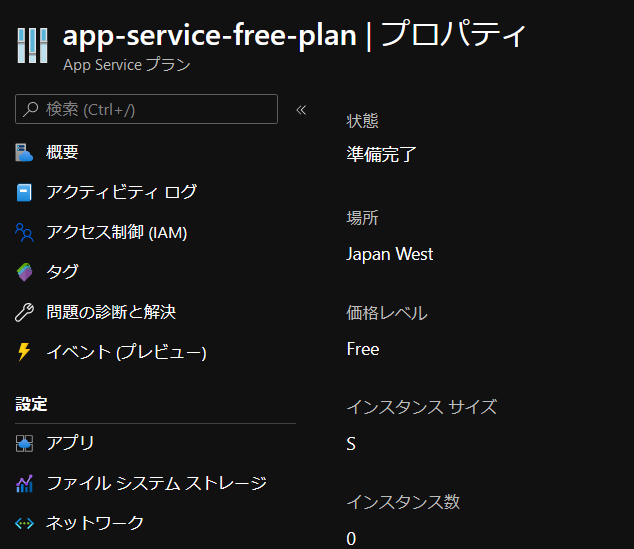 app-service-free-plan | プロパティ
App Service プラン
検索 (Ctrl+/)
«
概要
アクティビティ ログ
アクセス制御 (IAM)
タグ
問題の診断と解決
イベント (プレビュー)
設定
アプリ
ファイル システム ストレージ
ネットワーク
状態
準備完了
場所
Japan West
価格レベル
Free
インスタンス サイズ
S
インスタンス数
0